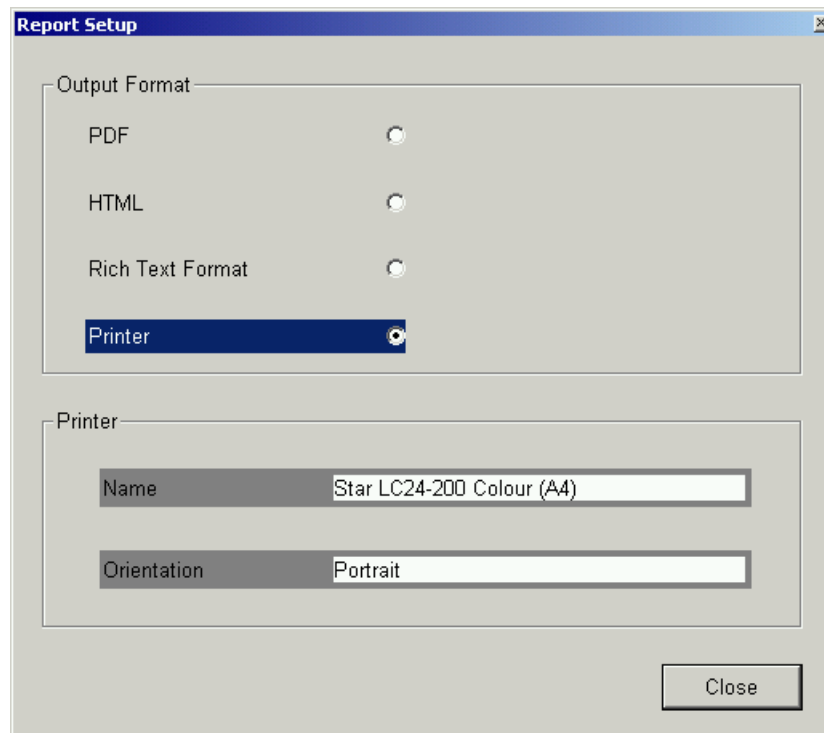 Report Setup
Output Format
PDF
HTML
Rich Text Format
Printer
Printer
Name Star LC24-200 Colour (A4)
Orientation Portrait
Close